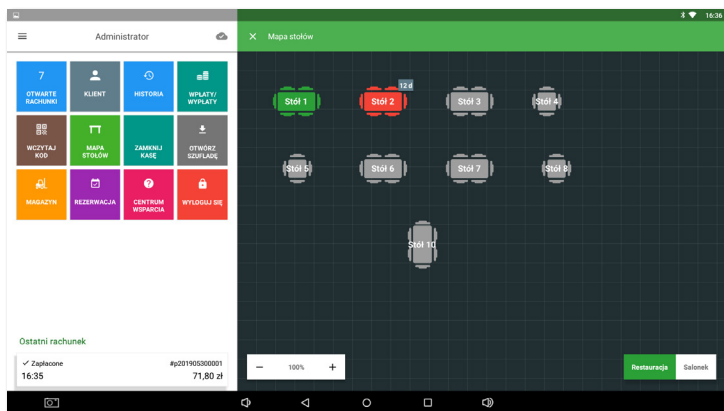 16:36
Administrator
Mapa stołów
7
OTWARTE
RACHUNKI
KLIENT
HISTORIA
WPŁATY/
WYPŁATY
WCZYTAJ
KOD
MAPA
STOŁÓW
ZAMKNIJ
KASĘ
OTWÓRZ
SZUFLADĘ
MAGAZYN
REZERWACJA
CENTRUM
WSPARCIA
WYLOGUJ SIĘ
12 d
Stół 1
Stół 2
Stół 3
Stół 4
Stół 5
Stół 6
Stół 7
Stół 8
Stół 10
Ostatni rachunek
Zapłacone #p201905300001
16:35 71,80 zł
− 100% +
Restauracja Salonek